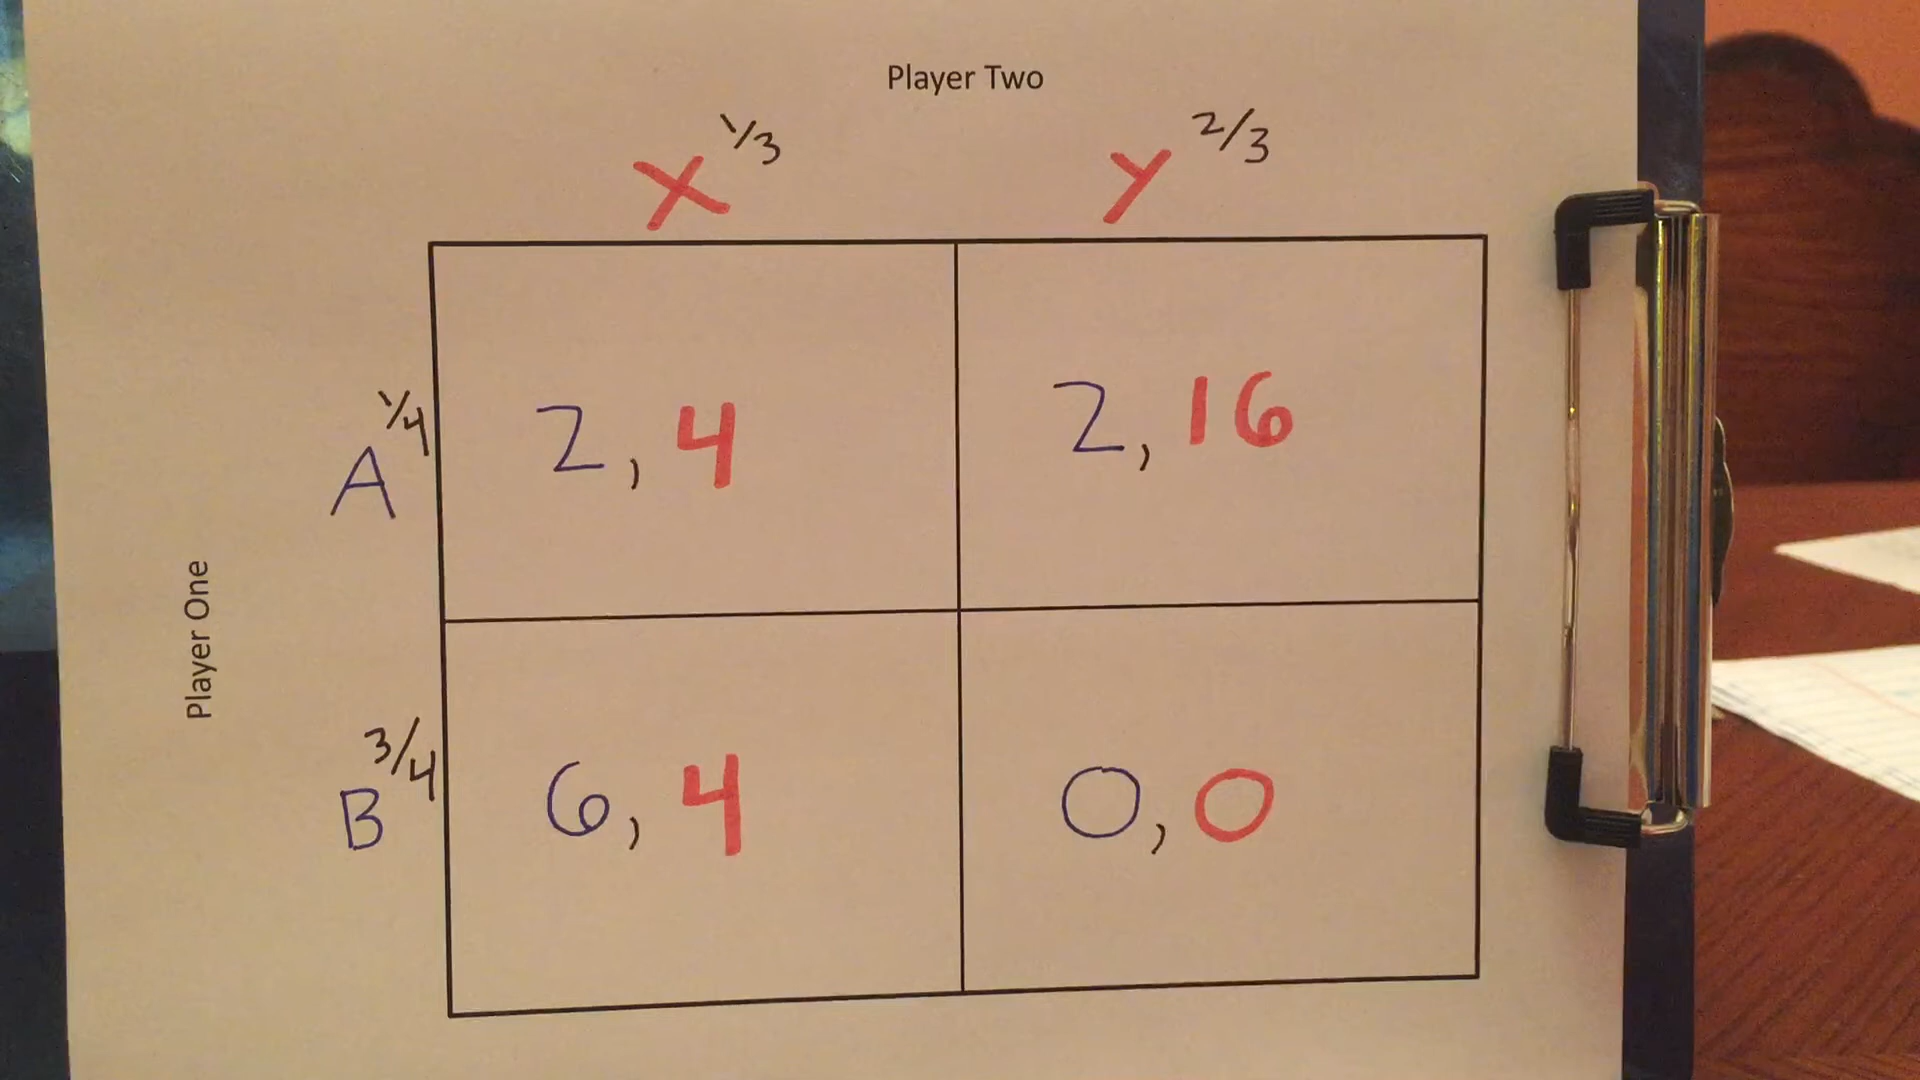 Player Two
X 1/3
Y 2/3
Player One
A 1/4
2, 4
2, 16
B 3/4
6, 4
0, 0